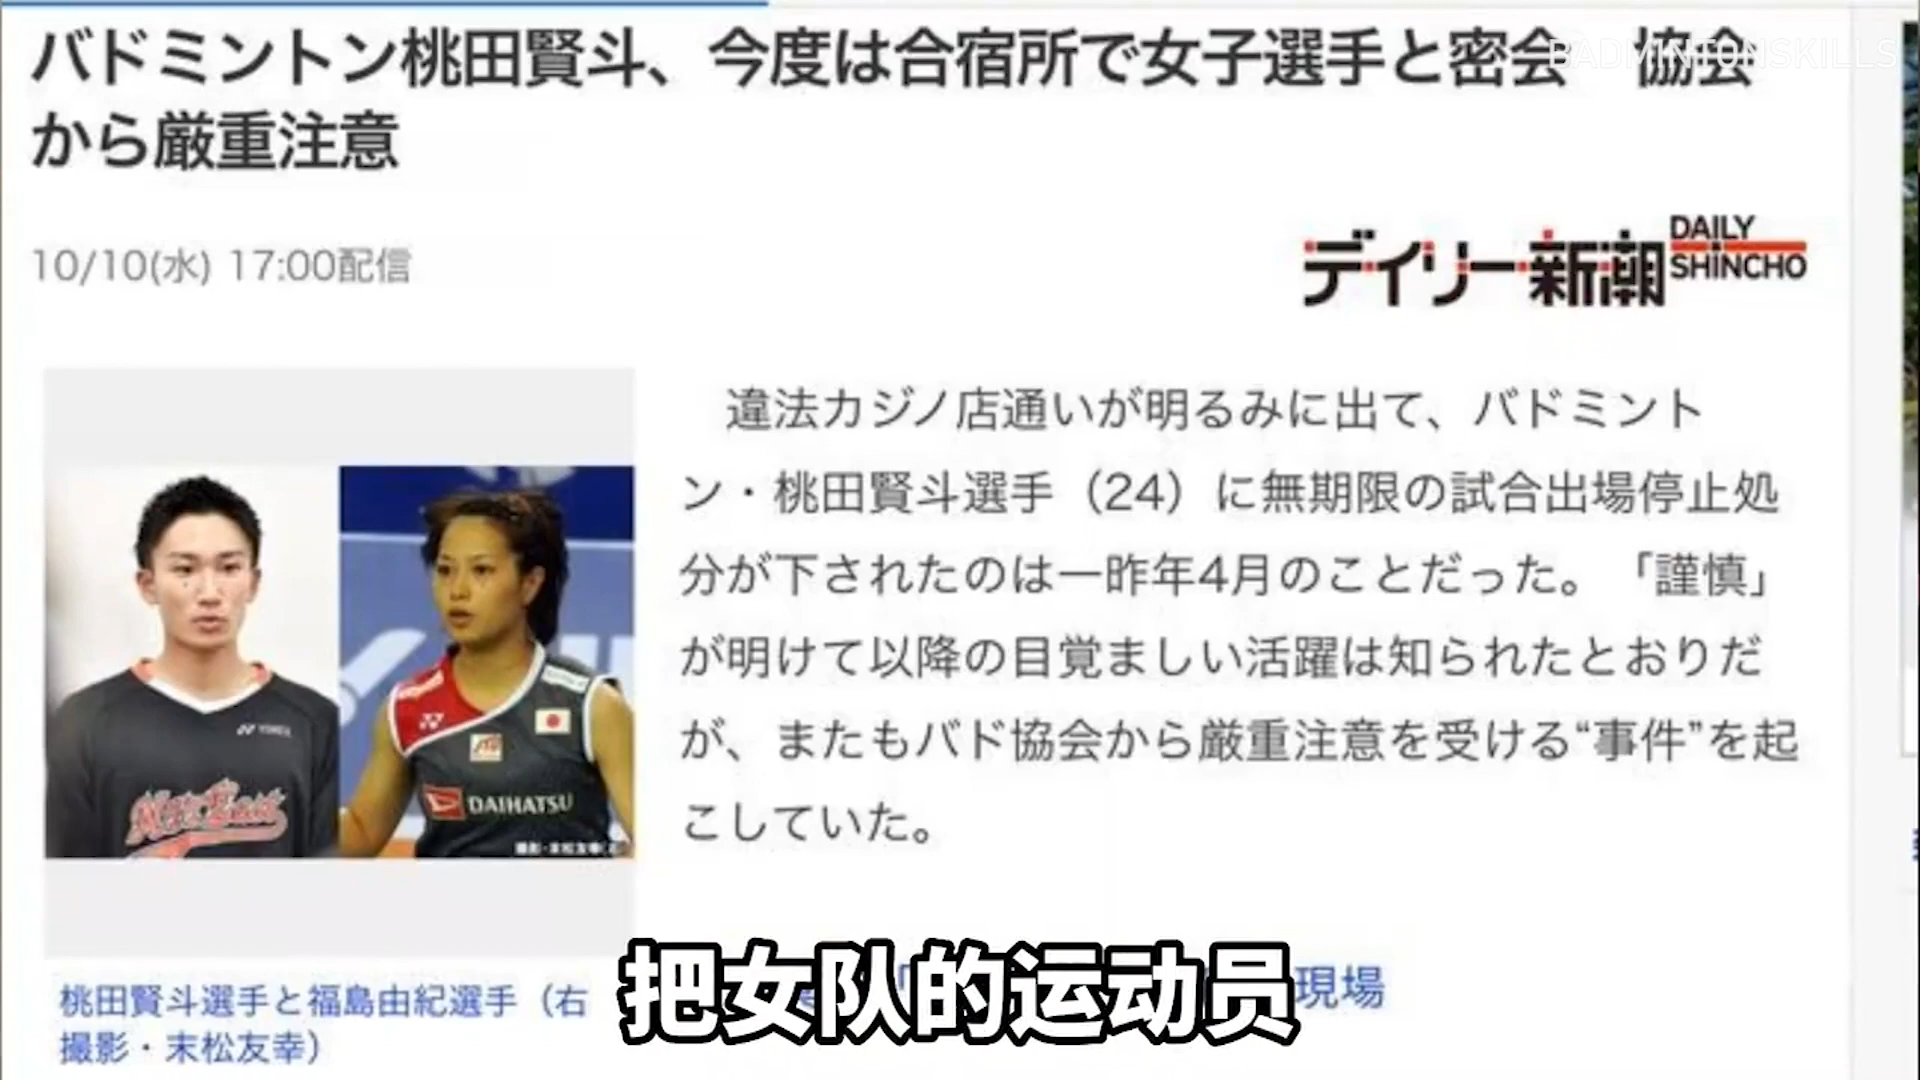 バドミントン桃田賢斗、今度は合宿所で女子選手と密会　協会
から厳重注意
BADMINTONSKILLS
10/10(水) 17:00配信
デイリー新潮
DAILY
SHINCHO
違法カジノ店通いが明るみに出て、バドミント
ン・桃田賢斗選手（24）に無期限の試合出場停止処
分が下されたのは一昨年4月のことだった。「謹慎」
が明けて以降の目覚ましい活躍は知られたとおりだ
が、またもバド協会から厳重注意を受ける“事件”を起
こしていた。
YONEX
DAIHATSU
桃田賢斗選手と福島由紀選手（右
撮影・末松友幸）
現場
把女队的运动员